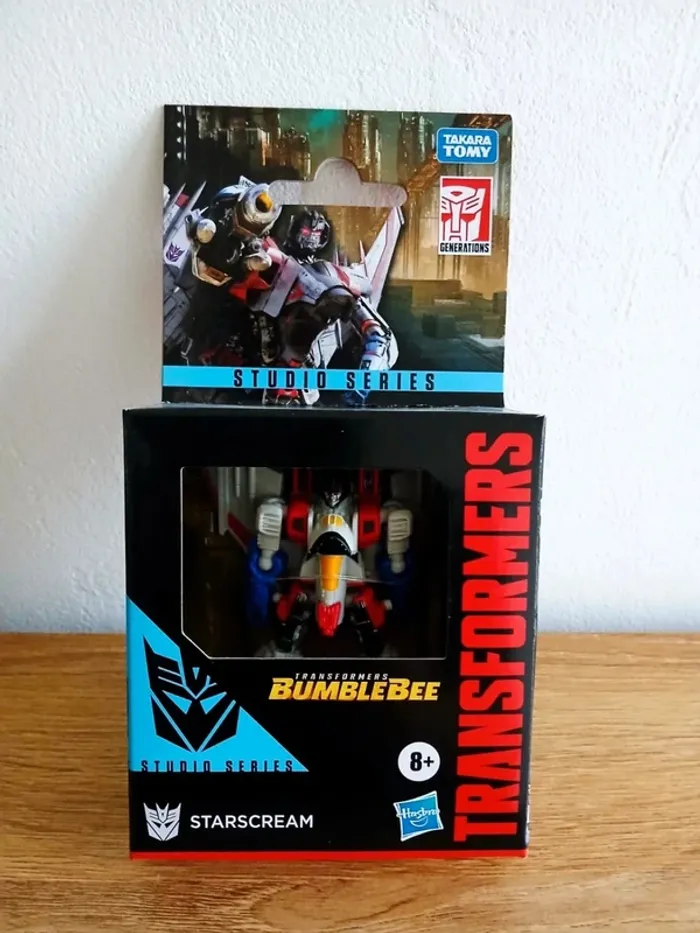 TAKARA
TOMY
GENERATIONS
STUDIO SERIES
TRANSFORMERS
TRANSFORMERS
BUMBLEBEE
8+
STUDIO SERIES
STARSCREAM
Hasbro